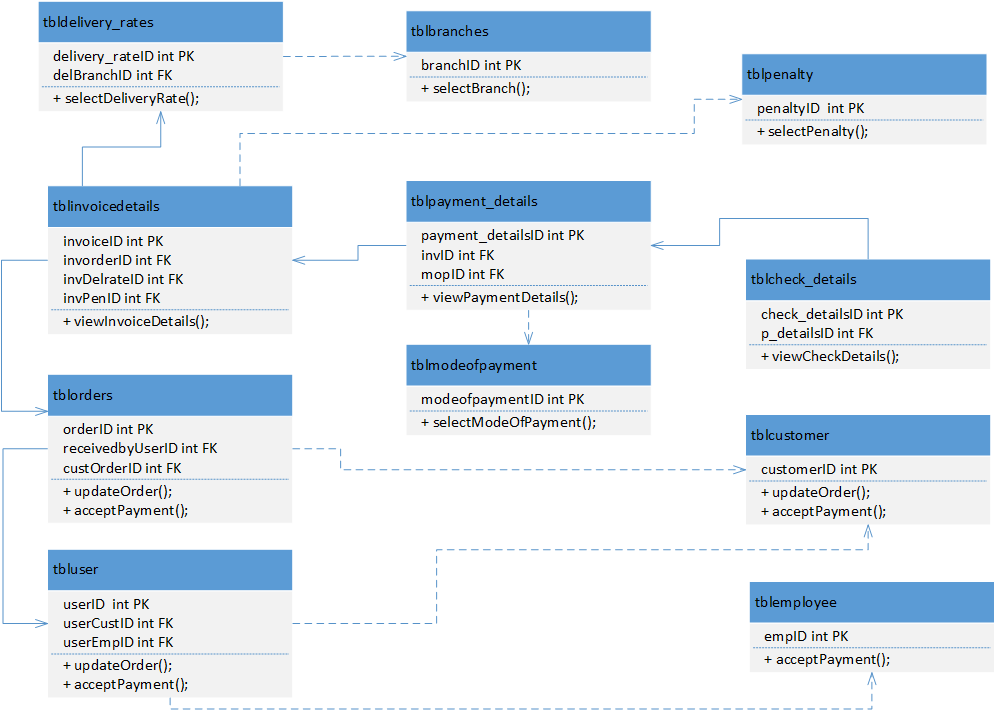 tbldelivery_rates
delivery_rateID int PK
delBranchID int FK
+ selectDeliveryRate();
tblbranches
branchID int PK
+ selectBranch();
tblpenalty
penaltyID int PK
+ selectPenalty();
tblinvoicedetails
invoiceID int PK
invorderID int FK
invDelrateID int FK
invPenID int FK
+ viewInvoiceDetails();
tblpayment_details
payment_detailsID int PK
invID int FK
mopID int FK
+ viewPaymentDetails();
tblcheck_details
check_detailsID int PK
p_detailsID int FK
+ viewCheckDetails();
tblmodeofpayment
modeofpaymentID int PK
+ selectModeOfPayment();
tblorders
orderID int PK
receivedbyUserID int FK
custOrderID int FK
+ updateOrder();
+ acceptPayment();
tblcustomer
customerID int PK
+ updateOrder();
+ acceptPayment();
tbluser
userID int PK
userCustID int FK
userEmpID int FK
+ updateOrder();
+ acceptPayment();
tblemployee
empID int PK
+ acceptPayment();